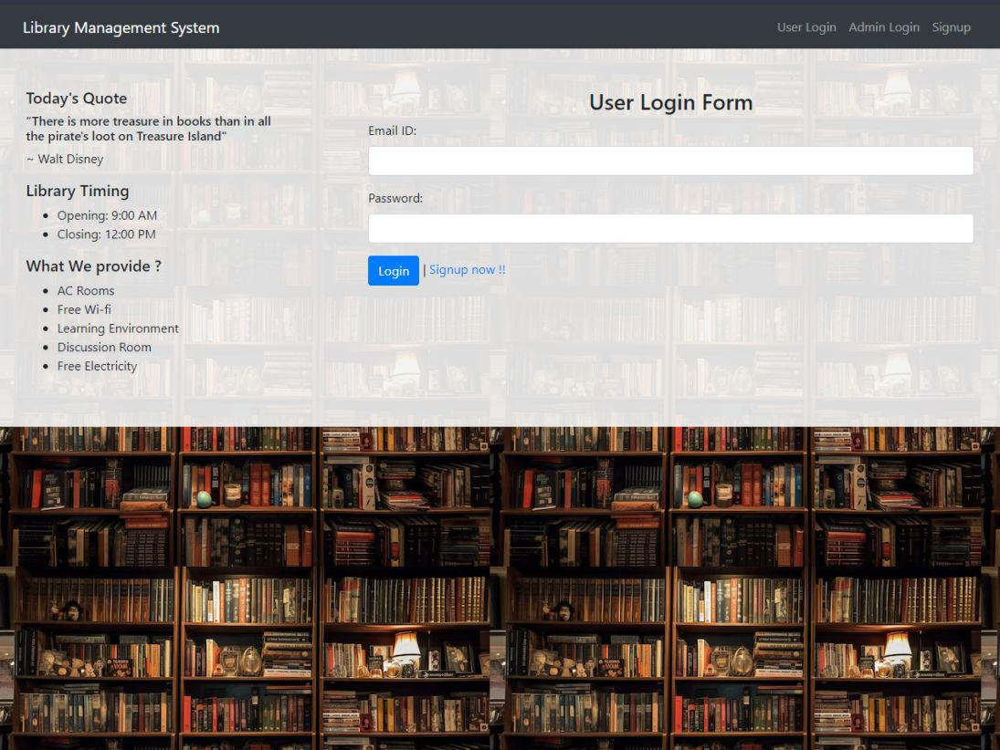 Library Management System
User Login Admin Login Signup
Today's Quote
“There is more treasure in books than in all
the pirate's loot on Treasure Island"
~ Walt Disney
Library Timing
• Opening: 9:00 AM
• Closing: 12:00 PM
What We provide ?
• AC Rooms
• Free Wi-fi
• Learning Environment
• Discussion Room
• Free Electricity
User Login Form
Email ID:
Password:
Login | Signup now !!